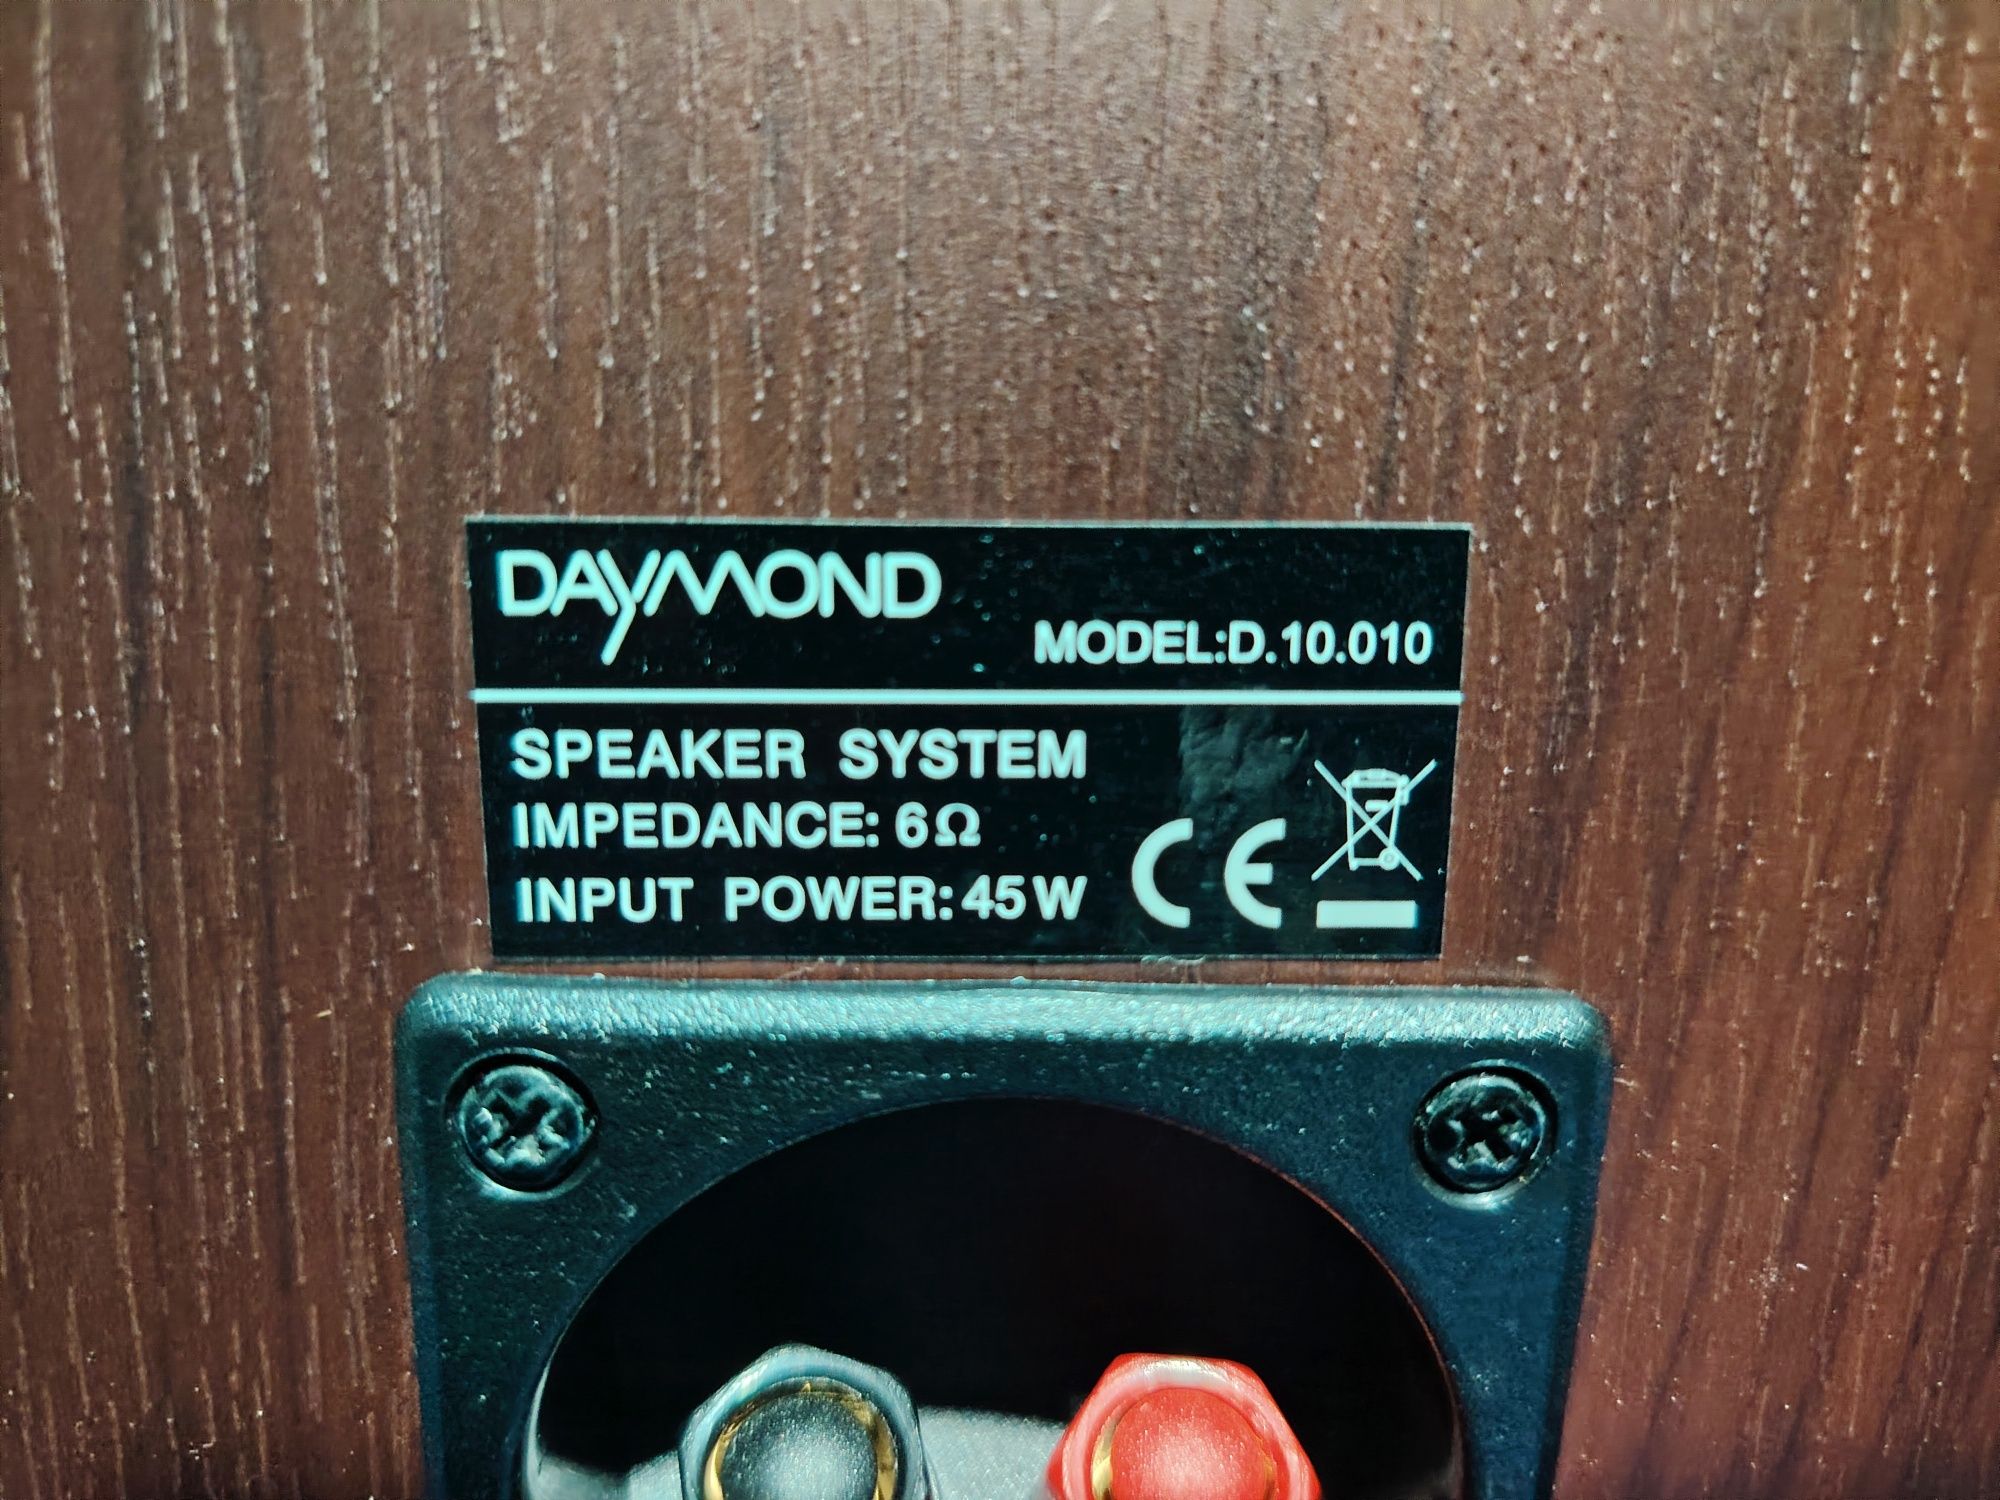 DAYMOND
MODEL:D.10.010
SPEAKER SYSTEM
IMPEDANCE: 6Ω
INPUT POWER:45W
CE